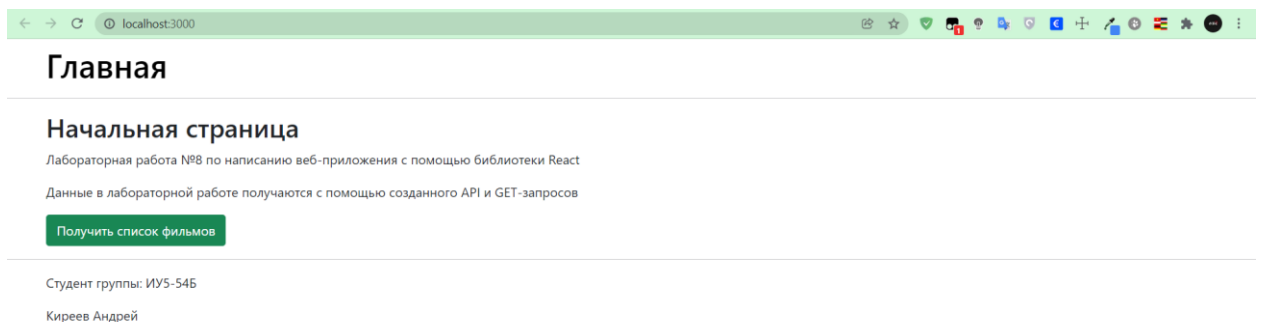 localhost:3000
1
Главная
Начальная страница
Лабораторная работа №8 по написанию веб-приложения с помощью библиотеки React
Данные в лабораторной работе получаются с помощью созданного API и GET-запросов
Получить список фильмов
Студент группы: ИУ5-54Б
Киреев Андрей